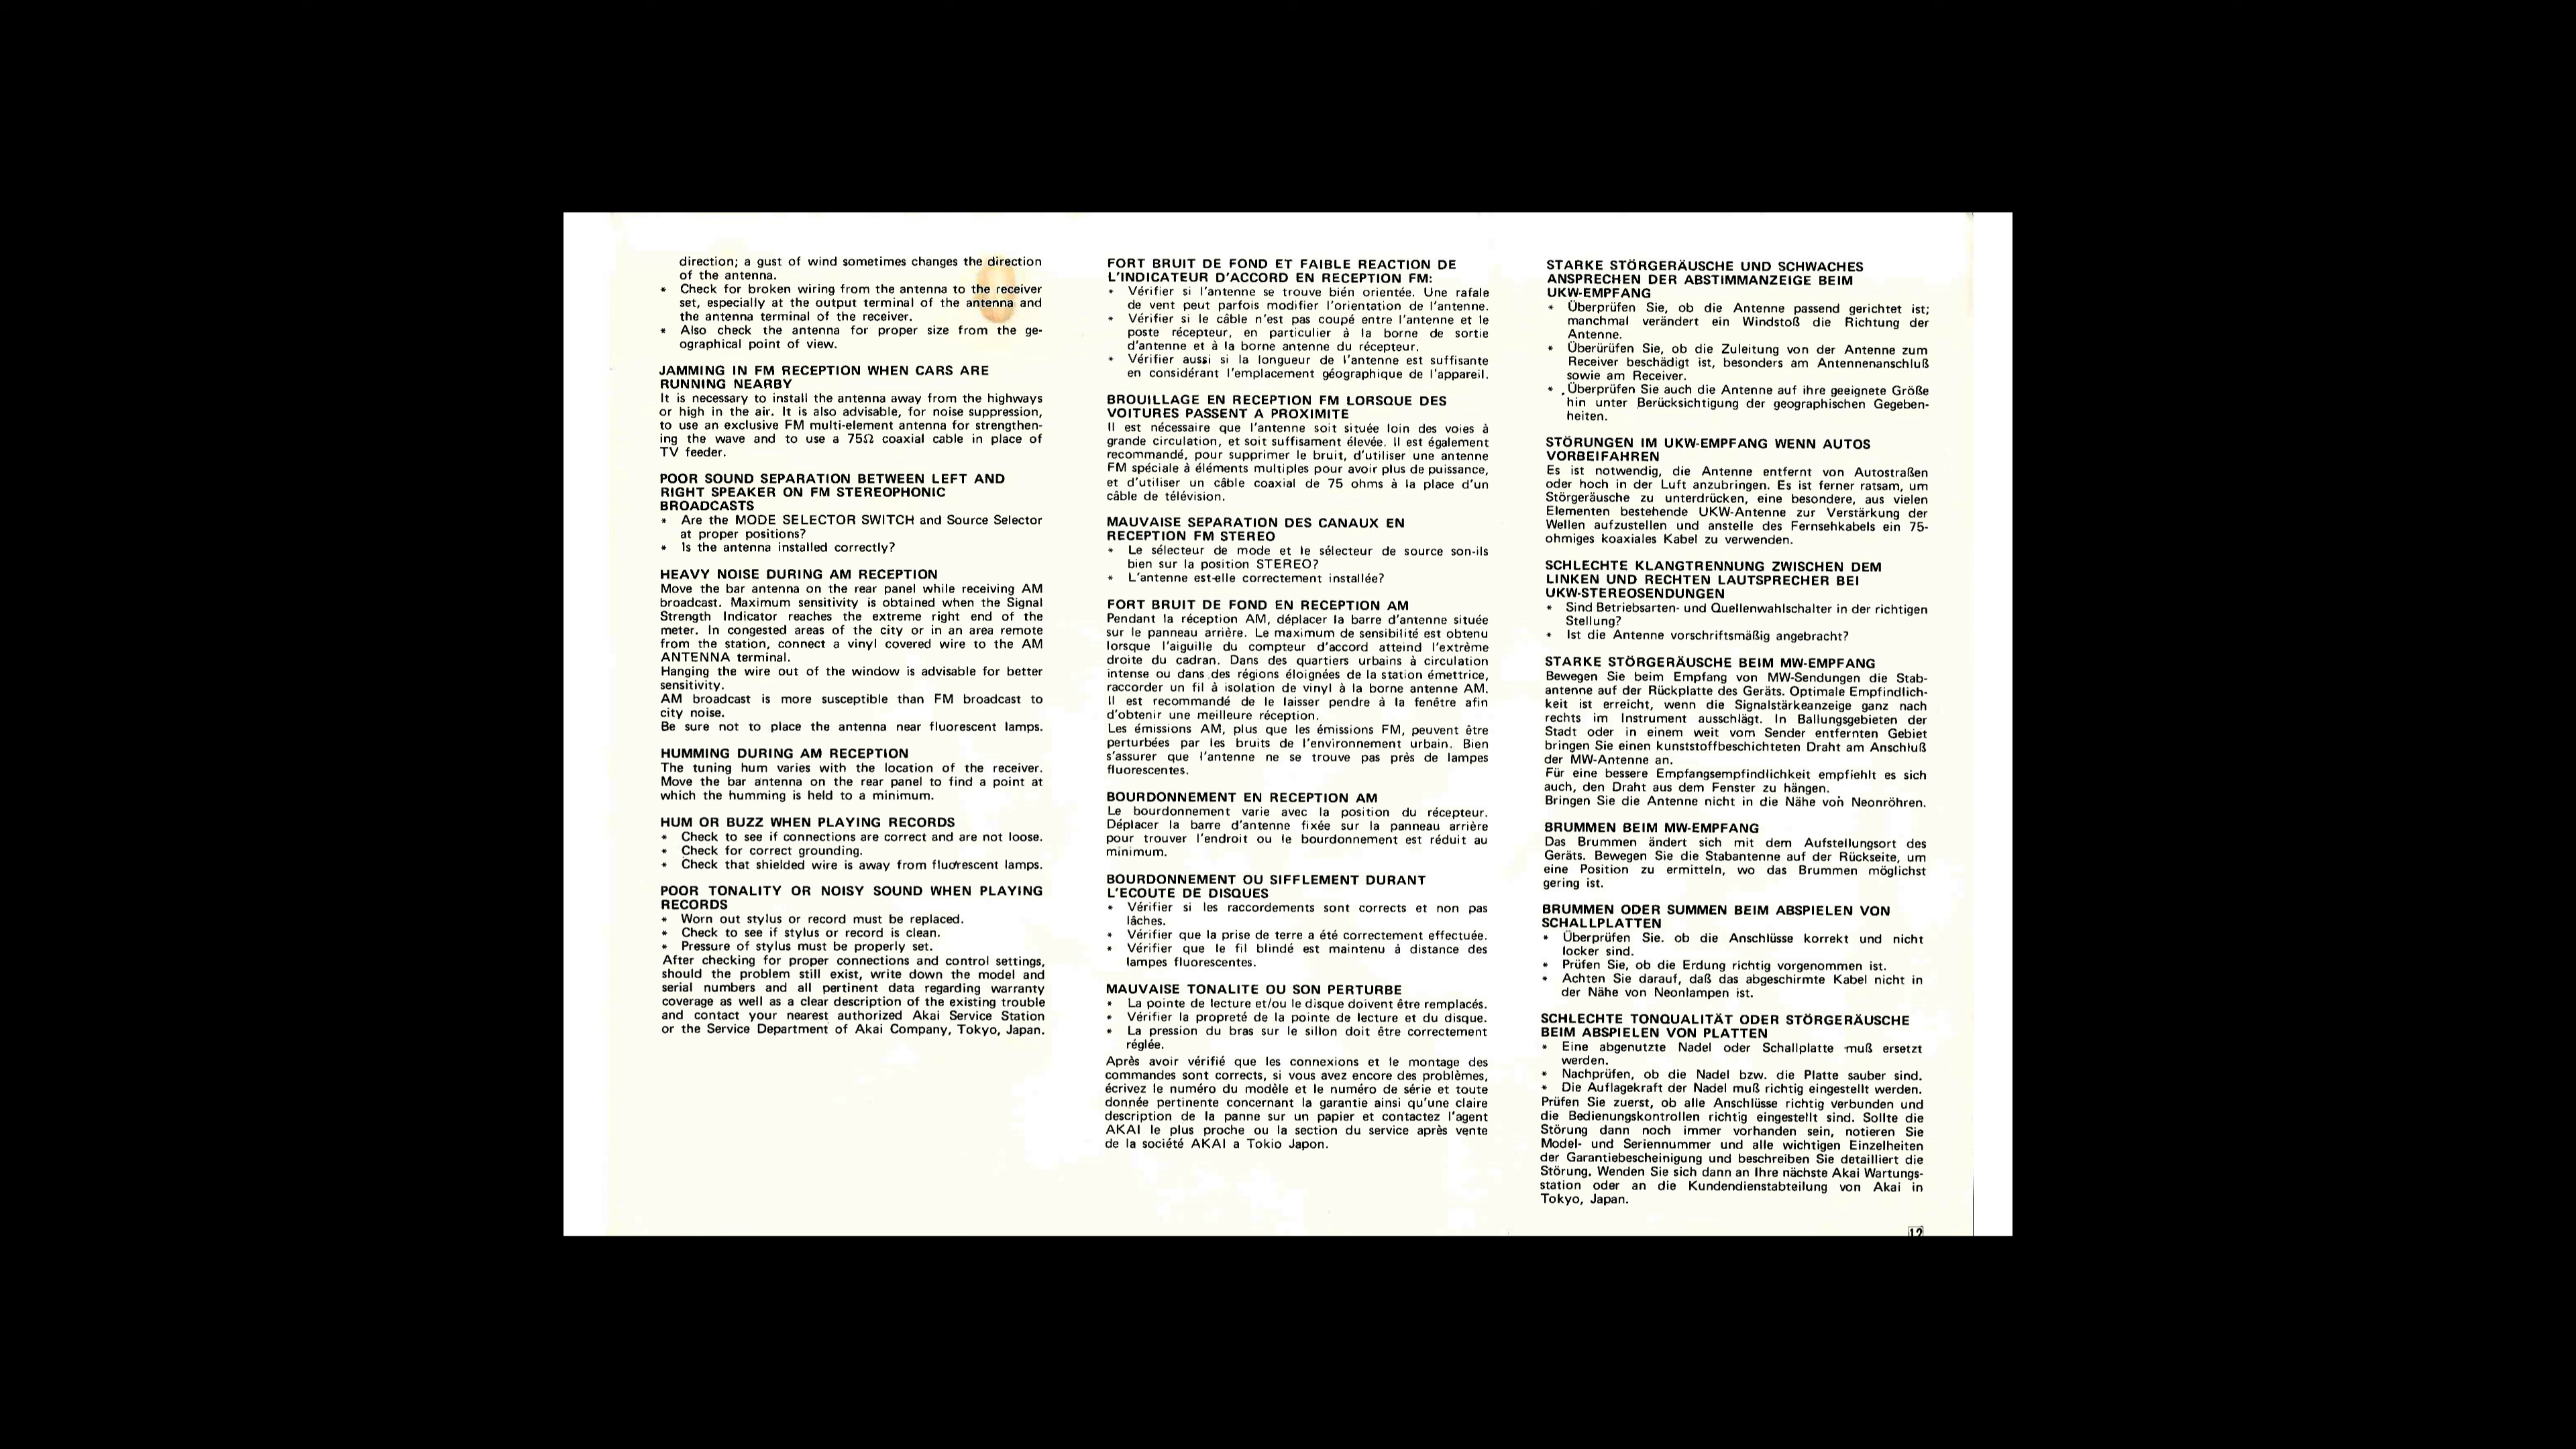 direction; a gust of wind sometimes changes the direction
of the antenna.
* Check for broken wiring from the antenna to the receiver
set, especially at the output terminal of the antenna and
the antenna terminal of the receiver.
* Also check the antenna for proper size from the ge-
ographical point of view.
JAMMING IN FM RECEPTION WHEN CARS ARE
RUNNING NEARBY
It is necessary to install the antenna away from the highways
or high in the air. It is also advisable, for noise suppression,
to use an exclusive FM multi-element antenna for strengthen-
ing the wave and to use a 75Ω coaxial cable in place of
TV feeder.
POOR SOUND SEPARATION BETWEEN LEFT AND
RIGHT SPEAKER ON FM STEREOPHONIC
BROADCASTS
* Are the MODE SELECTOR SWITCH and Source Selector
at proper positions?
* Is the antenna installed correctly?
HEAVY NOISE DURING AM RECEPTION
Move the bar antenna on the rear panel while receiving AM
broadcast. Maximum sensitivity is obtained when the Signal
Strength Indicator reaches the extreme right end of the
meter. In congested areas of the city or in an area remote
from the station, connect a vinyl covered wire to the AM
ANTENNA terminal.
Hanging the wire out of the window is advisable for better
sensitivity.
AM broadcast is more susceptible than FM broadcast to
city noise.
Be sure not to place the antenna near fluorescent lamps.
HUMMING DURING AM RECEPTION
The tuning hum varies with the location of the receiver.
Move the bar antenna on the rear panel to find a point at
which the humming is held to a minimum.
HUM OR BUZZ WHEN PLAYING RECORDS
* Check to see if connections are correct and are not loose.
* Check for correct grounding.
* Check that shielded wire is away from fluorescent lamps.
POOR TONALITY OR NOISY SOUND WHEN PLAYING
RECORDS
* Worn out stylus or record must be replaced.
* Check to see if stylus or record is clean.
* Pressure of stylus must be properly set.
After checking for proper connections and control settings,
should the problem still exist, write down the model and
serial numbers and all pertinent data regarding warranty
coverage as well as a clear description of the existing trouble
and contact your nearest authorized Akai Service Station
or the Service Department of Akai Company, Tokyo, Japan.
FORT BRUIT DE FOND ET FAIBLE REACTION DE
L'INDICATEUR D'ACCORD EN RECEPTION FM:
* Vérifier si l'antenne se trouve bién orientée. Une rafale
de vent peut parfois modifier l'orientation de l'antenne.
* Vérifier si le câble n'est pas coupé entre l'antenne et le
poste récepteur, en particulier à la borne de sortie
d'antenne et à la borne antenne du récepteur.
* Vérifier aussi si la longueur de l'antenne est suffisante
en considérant l'emplacement géographique de l'appareil.
BROUILLAGE EN RECEPTION FM LORSQUE DES
VOITURES PASSENT A PROXIMITE
Il est nécessaire que l'antenne soit située loin des voies à
grande circulation, et soit suffisament élevée. Il est également
recommandé, pour supprimer le bruit, d'utiliser une antenne
FM spéciale à éléments multiples pour avoir plus de puissance,
et d'utiliser un câble coaxial de 75 ohms à la place d'un
câble de télévision.
MAUVAISE SEPARATION DES CANAUX EN
RECEPTION FM STEREO
* Le sélecteur de mode et le sélecteur de source son-ils
bien sur la position STEREO?
* L'antenne est-elle correctement installée?
FORT BRUIT DE FOND EN RECEPTION AM
Pendant la réception AM, déplacer la barre d'antenne située
sur le panneau arrière. Le maximum de sensibilité est obtenu
lorsque l'aiguille du compteur d'accord atteind l'extrème
droite du cadran. Dans des quartiers urbains à circulation
intense ou dans des régions éloignées de la station émettrice,
raccorder un fil à isolation de vinyl à la borne antenne AM.
Il est recommandé de le laisser pendre à la fenêtre afin
d'obtenir une meilleure réception.
Les émissions AM, plus que les émissions FM, peuvent être
perturbées par les bruits de l'environnement urbain. Bien
s'assurer que l'antenne ne se trouve pas près de lampes
fluorescentes.
BOURDONNEMENT EN RECEPTION AM
Le bourdonnement varie avec la position du récepteur.
Déplacer la barre d'antenne fixée sur la panneau arrière
pour trouver l'endroit ou le bourdonnement est réduit au
minimum.
BOURDONNEMENT OU SIFFLEMENT DURANT
L'ECOUTE DE DISQUES
* Vérifier si les raccordements sont corrects et non pas
lâches.
* Vérifier que la prise de terre a été correctement effectuée.
* Vérifier que le fil blindé est maintenu à distance des
lampes fluorescentes.
MAUVAISE TONALITE OU SON PERTURBE
* La pointe de lecture et/ou le disque doivent être remplacés.
* Vérifier la propreté de la pointe de lecture et du disque.
* La pression du bras sur le sillon doit être correctement
réglée.
Après avoir vérifié que les connexions et le montage des
commandes sont corrects, si vous avez encore des problèmes,
écrivez le numéro du modèle et le numéro de série et toute
donnée pertinente concernant la garantie ainsi qu'une claire
description de la panne sur un papier et contactez l'agent
AKAI le plus proche ou la section du service après vente
de la société AKAI a Tokio Japon.
STARKE STÖRGERÄUSCHE UND SCHWACHES
ANSPRECHEN DER ABSTIMMANZEIGE BEIM
UKW-EMPFANG
* Überprüfen Sie, ob die Antenne passend gerichtet ist;
manchmal verändert ein Windstoß die Richtung der
Antenne.
* Überürüfen Sie, ob die Zuleitung von der Antenne zum
Receiver beschädigt ist, besonders am Antennenanschluß
sowie am Receiver.
* Überprüfen Sie auch die Antenne auf ihre geeignete Größe
hin unter Berücksichtigung der geographischen Gegeben-
heiten.
STÖRUNGEN IM UKW-EMPFANG WENN AUTOS
VORBEIFAHREN
Es ist notwendig, die Antenne entfernt von Autostraßen
oder hoch in der Luft anzubringen. Es ist ferner ratsam, um
Störgeräusche zu unterdrücken, eine besondere, aus vielen
Elementen bestehende UKW-Antenne zur Verstärkung der
Wellen aufzustellen und anstelle des Fernsehkabels ein 75-
ohmiges koaxiales Kabel zu verwenden.
SCHLECHTE KLANGTRENNUNG ZWISCHEN DEM
LINKEN UND RECHTEN LAUTSPRECHER BEI
UKW-STEREOSENDUNGEN
* Sind Betriebsarten- und Quellenwahlschalter in der richtigen
Stellung?
* Ist die Antenne vorschriftsmäßig angebracht?
STARKE STÖRGERÄUSCHE BEIM MW-EMPFANG
Bewegen Sie beim Empfang von MW-Sendungen die Stab-
antenne auf der Rückplatte des Geräts. Optimale Empfindlich-
keit ist erreicht, wenn die Signalstärkeanzeige ganz nach
rechts im Instrument ausschlägt. In Ballungsgebieten der
Stadt oder in einem weit vom Sender entfernten Gebiet
bringen Sie einen kunststoffbeschichteten Draht am Anschluß
der MW-Antenne an.
Für eine bessere Empfangsempfindlichkeit empfiehlt es sich
auch, den Draht aus dem Fenster zu hängen.
Bringen Sie die Antenne nicht in die Nähe von Neonröhren.
BRUMMEN BEIM MW-EMPFANG
Das Brummen ändert sich mit dem Aufstellungsort des
Geräts. Bewegen Sie die Stabantenne auf der Rückseite, um
eine Position zu ermitteln, wo das Brummen möglichst
gering ist.
BRUMMEN ODER SUMMEN BEIM ABSPIELEN VON
SCHALLPLATTEN
* Überprüfen Sie. ob die Anschlüsse korrekt und nicht
locker sind.
* Prüfen Sie, ob die Erdung richtig vorgenommen ist.
* Achten Sie darauf, daß das abgeschirmte Kabel nicht in
der Nähe von Neonlampen ist.
SCHLECHTE TONQUALITÄT ODER STÖRGERÄUSCHE
BEIM ABSPIELEN VON PLATTEN
* Eine abgenutzte Nadel oder Schallplatte muß ersetzt
werden.
* Nachprüfen, ob die Nadel bzw. die Platte sauber sind.
* Die Auflagekraft der Nadel muß richtig eingestellt werden.
Prüfen Sie zuerst, ob alle Anschlüsse richtig verbunden und
die Bedienungskontrollen richtig eingestellt sind. Sollte die
Störung dann noch immer vorhanden sein, notieren Sie
Model- und Seriennummer und alle wichtigen Einzelheiten
der Garantiebescheinigung und beschreiben Sie detailliert die
Störung. Wenden Sie sich dann an Ihre nächste Akai Wartungs-
station oder an die Kundendienstabteilung von Akai in
Tokyo, Japan.
12